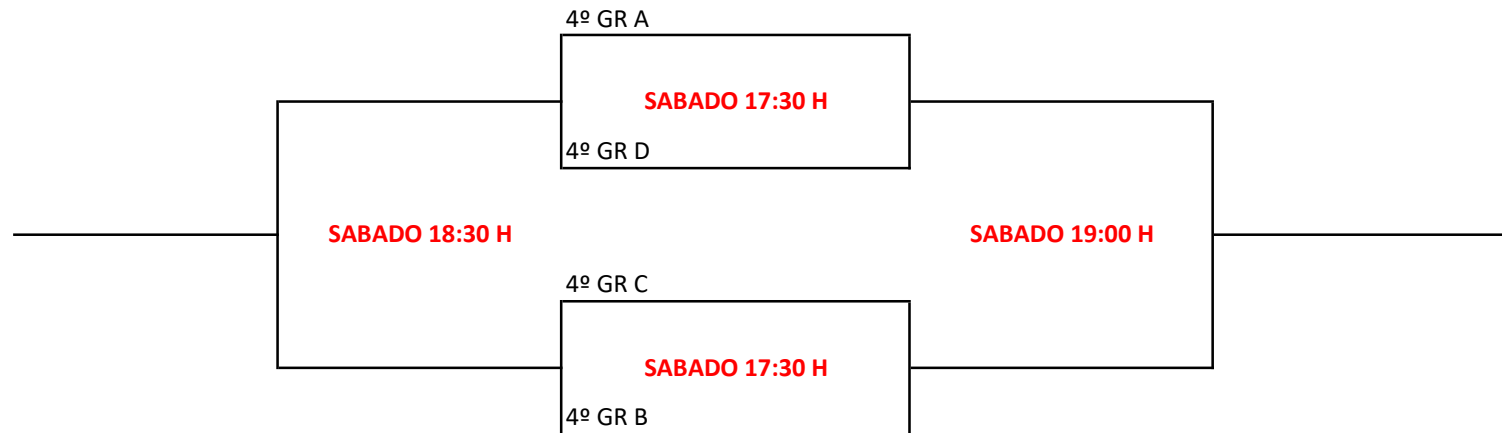 4º GR A
SABADO 17:30 H
4º GR D
SABADO 18:30 H
SABADO 19:00 H
4º GR C
SABADO 17:30 H
4º GR B